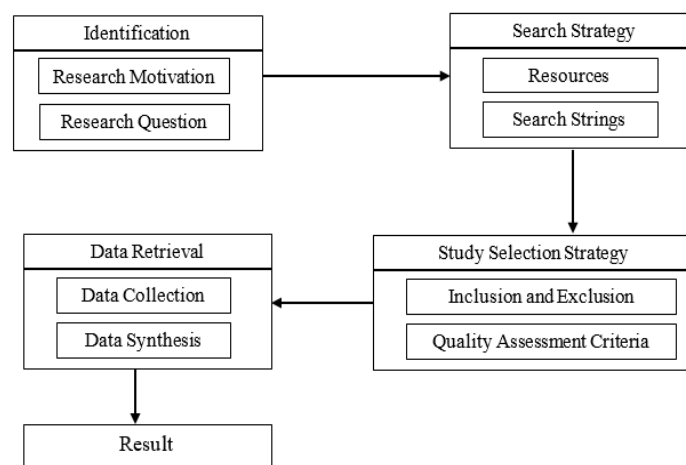 Identification
Research Motivation
Research Question
Search Strategy
Resources
Search Strings
Study Selection Strategy
Inclusion and Exclusion
Quality Assessment Criteria
Data Retrieval
Data Collection
Data Synthesis
Result